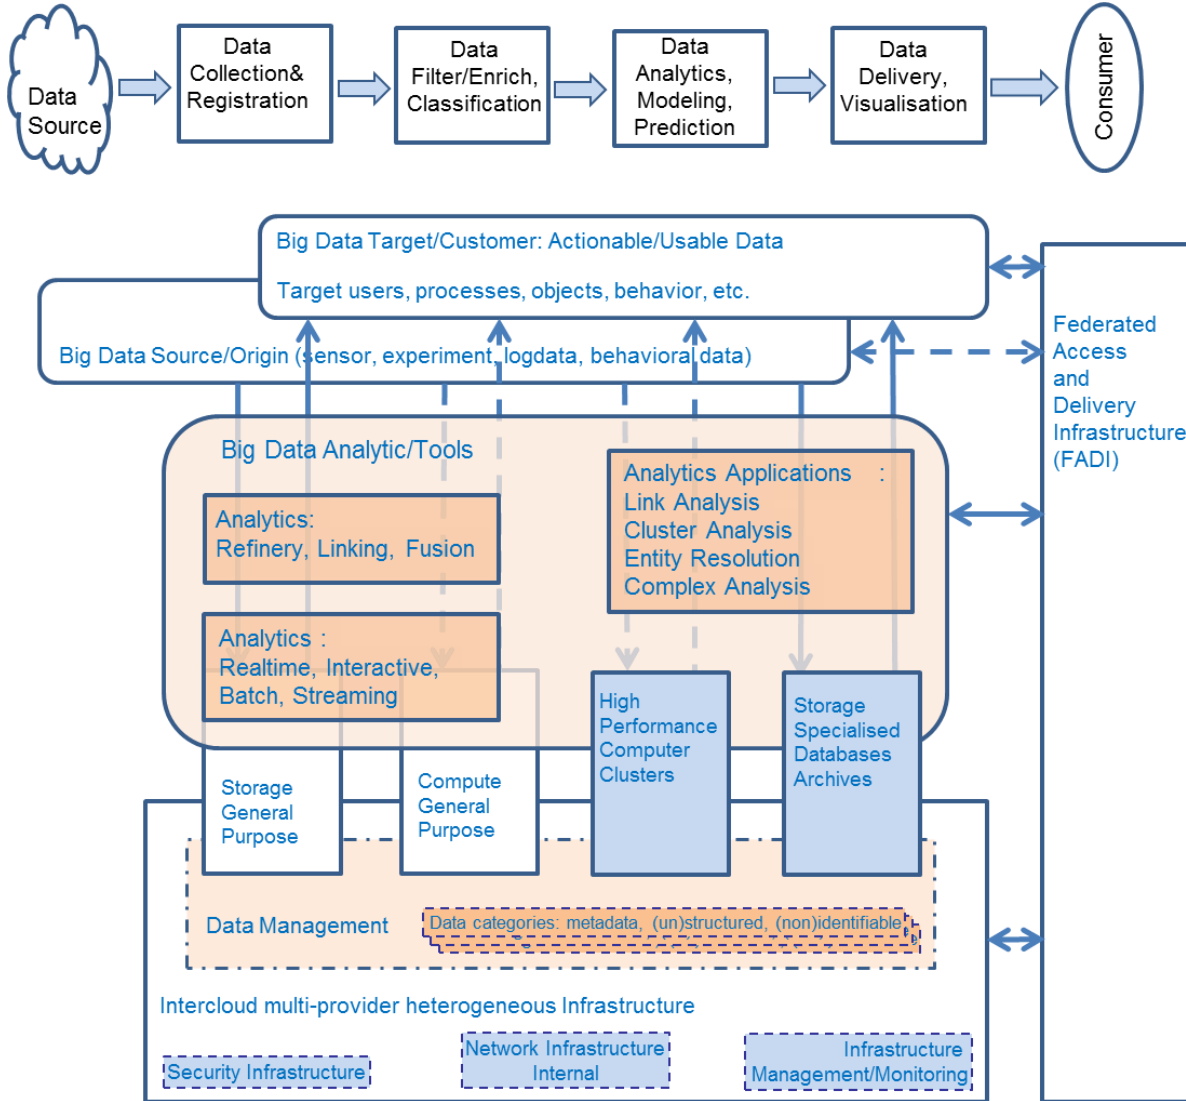 Data
Source
Data
Collection&
Registration
Data
Filter/Enrich,
Classification
Data
Analytics,
Modeling,
Prediction
Data
Delivery,
Visualisation
Consumer
Big Data Target/Customer: Actionable/Usable Data
Target users, processes, objects, behavior, etc.
Big Data Source/Origin (sensor, experiment, logdata, behavioral data)
Federated
Access
and
Delivery
Infrastructure
(FADI)
Big Data Analytic/Tools
Analytics:
Refinery, Linking, Fusion
Analytics Applications :
Link Analysis
Cluster Analysis
Entity Resolution
Complex Analysis
Analytics :
Realtime, Interactive,
Batch, Streaming
Storage
General
Purpose
Compute
General
Purpose
High
Performance
Computer
Clusters
Storage
Specialised
Databases
Archives
Data Management
Data categories: metadata, (un)structured, (non)identifiable
Intercloud multi-provider heterogeneous Infrastructure
Security Infrastructure
Network Infrastructure
Internal
Infrastructure
Management/Monitoring